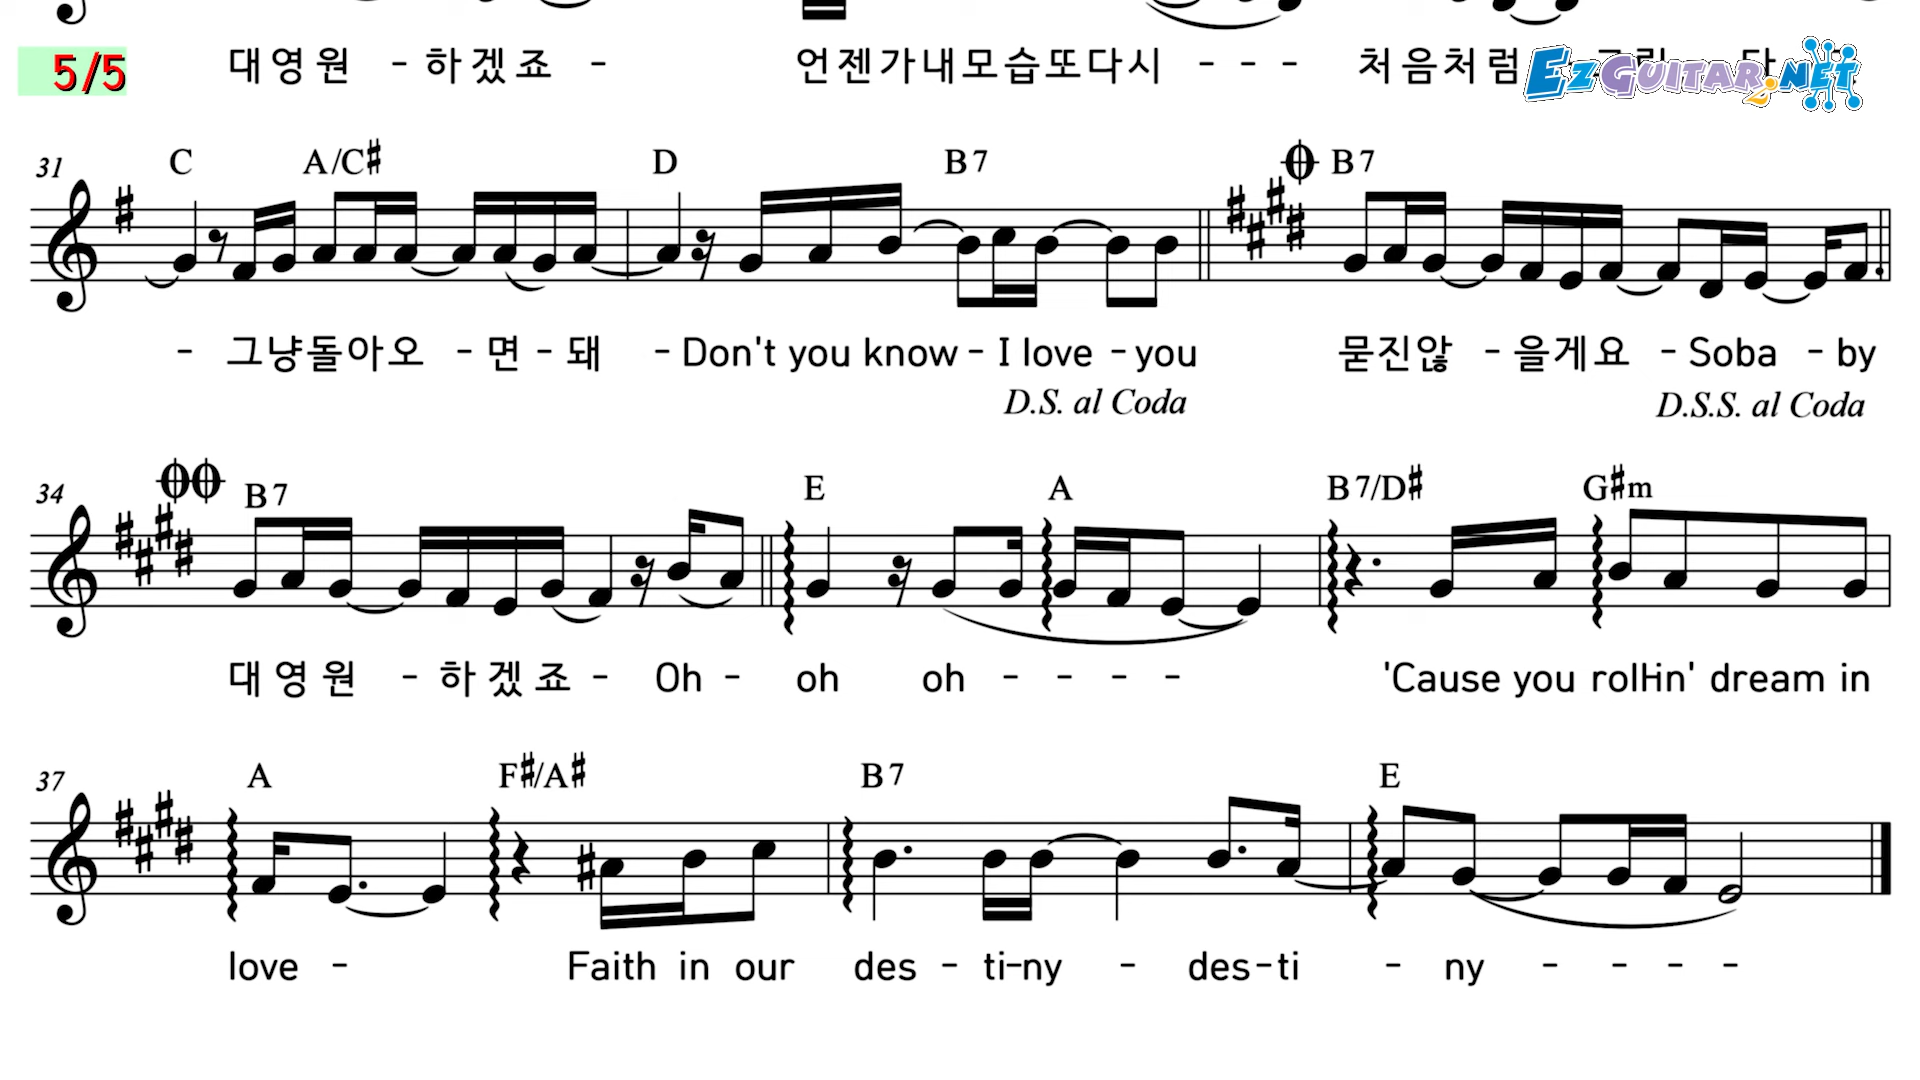 대영원 - 하겠죠 - 언젠가내모습또다시 - - - 처음처럼
5/5
EzGuitar2.net
31 C A/C# D B7 B7
- 그냥돌아오 - 면 - 돼 - Don't you know - I love - you 묻진않 - 을게요 - Soba - by
D.S. al Coda D.S.S. al Coda
34 B7 E A B7/D# G#m
대영원 - 하겠죠 - Oh - oh oh - - - - 'Cause you roll-in' dream in
37 A F#/A# B7 E
love - Faith in our des - ti-ny - des-ti - ny - - - -